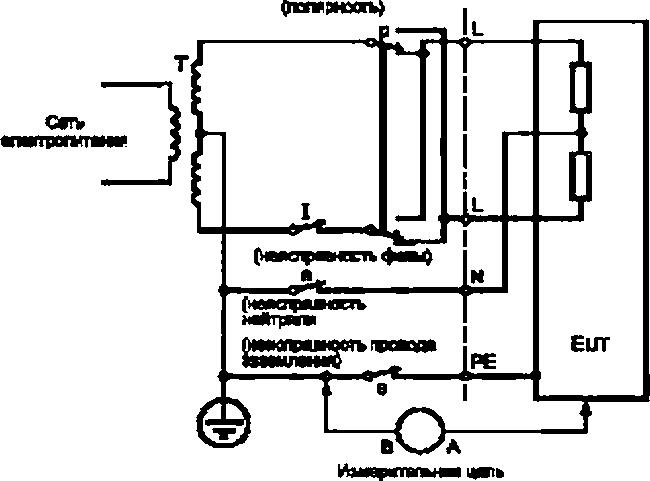 (полярность)
p
L
T
Сеть
электропитания
I
L
(неисправность фазы)
n
N
(неисправность
нейтрали
(неисправность провода
заземления)
PE
EUT
e
B
A
Измерительная цепь